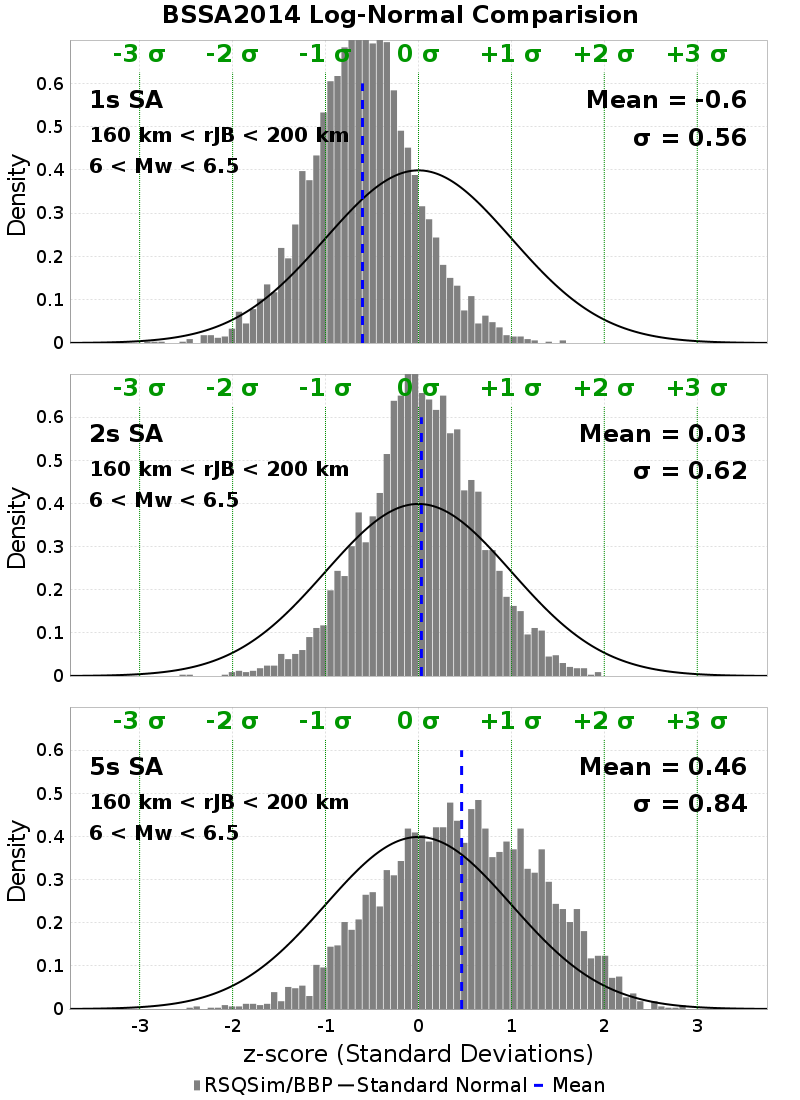 BSSA2014 Log-Normal Comparision
-3 σ -2 σ -1 σ 0 σ +1 σ +2 σ +3 σ
0.6
1s SA Mean = -0.6
0.5
160 km < rJB < 200 km σ = 0.56
6 < Mw < 6.5
0.4
0.3
0.2
0.1
0
Density
-3 σ -2 σ -1 σ 0 σ +1 σ +2 σ +3 σ
0.6
2s SA Mean = 0.03
0.5
160 km < rJB < 200 km σ = 0.62
6 < Mw < 6.5
0.4
0.3
0.2
0.1
0
Density
-3 σ -2 σ -1 σ 0 σ +1 σ +2 σ +3 σ
0.6
5s SA Mean = 0.46
0.5
160 km < rJB < 200 km σ = 0.84
6 < Mw < 6.5
0.4
0.3
0.2
0.1
0
Density
-3 -2 -1 0 1 2 3
z-score (Standard Deviations)
RSQSim/BBP Standard Normal Mean